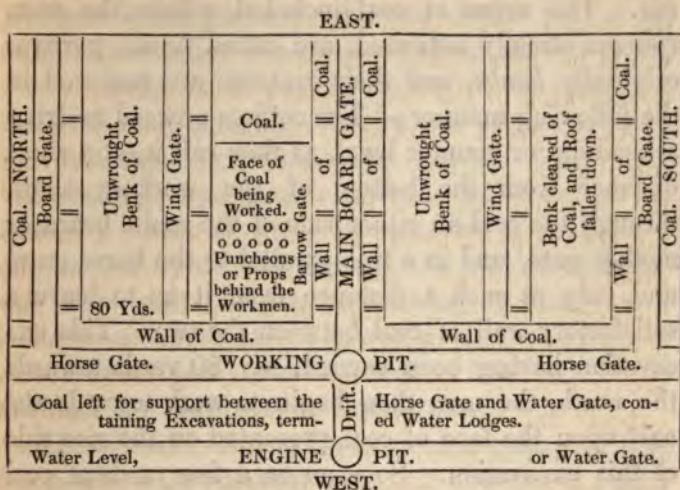 EAST.
Coal. NORTH.
Board Gate.
Unwrought
Benk of Coal.
80 Yds.
Wind Gate.
Coal.
Face of
Coal
being
Worked.
o o o o o
o o o o o
Puncheons
or Props
behind the
Workmen.
Barrow Gate.
Wall of Coal.
MAIN BOARD GATE.
Wall of Coal.
Unwrought
Benk of Coal.
Wind Gate.
Benk cleared of
Coal, and Roof
fallen down.
Wall of Coal.
Board Gate.
Coal. SOUTH.
Wall of Coal.
Wall of Coal.
Horse Gate. WORKING PIT. Horse Gate.
Coal left for support between the
taining Excavations, term-
Drift.
Horse Gate and Water Gate, con-
ed Water Lodges.
Water Level, ENGINE PIT. or Water Gate.
WEST.